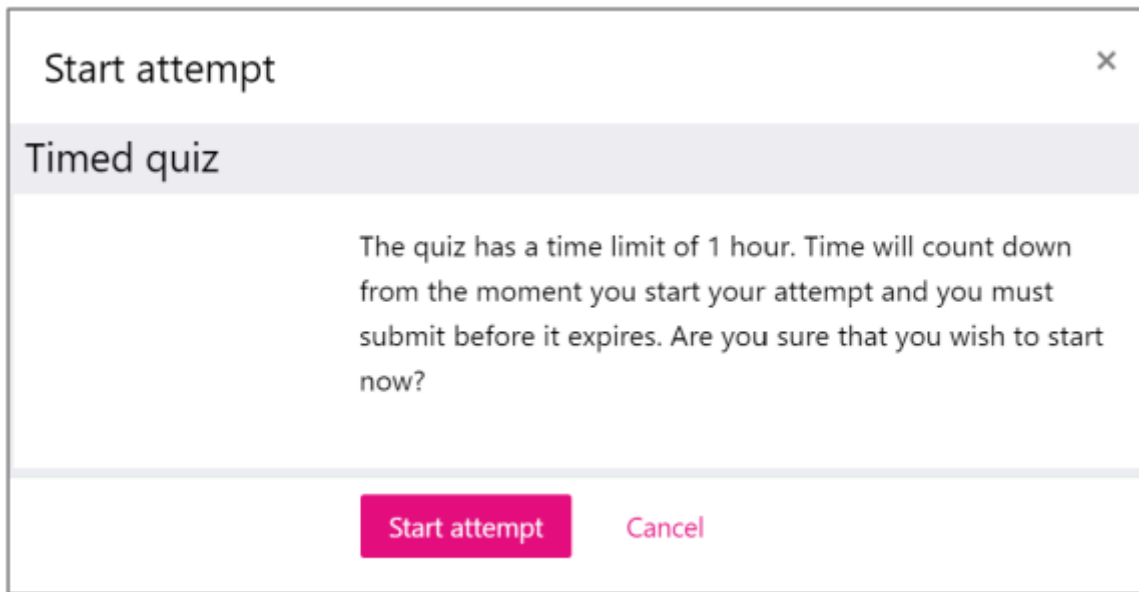 Start attempt
×
Timed quiz
The quiz has a time limit of 1 hour. Time will count down
from the moment you start your attempt and you must
submit before it expires. Are you sure that you wish to start
now?
Start attempt
Cancel